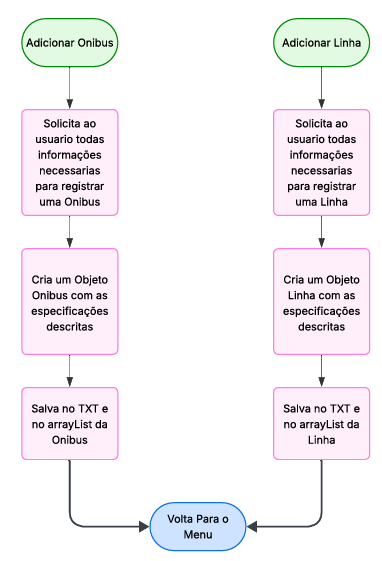 Adicionar Onibus
Solicita ao
usuario todas
informações
necessarias
para registrar
uma Onibus
Cria um Objeto
Onibus com as
especificações
descritas
Salva no TXT e
no arrayList da
Onibus
Adicionar Linha
Solicita ao
usuario todas
informações
necessarias
para registrar
uma Linha
Cria um Objeto
Linha com as
especificações
descritas
Salva no TXT e
no arrayList da
Linha
Volta Para o
Menu